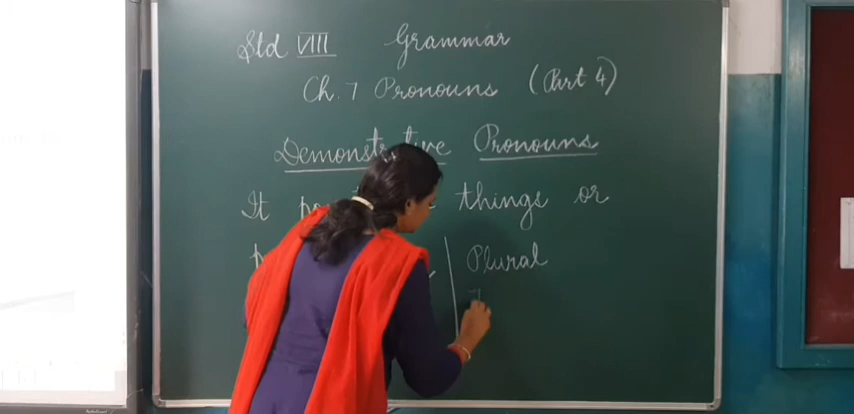 Std VIII Grammar
Ch. 7 Pronouns (Part 4)
Demonstrative Pronouns
It things or
Plural